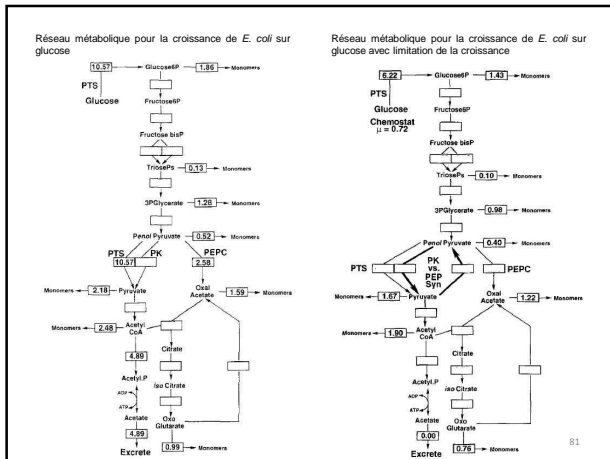 Réseau métabolique pour la croissance de E. coli sur
glucose
10.57
Glucose6P
1.86
Monomers
PTS
Glucose
Fructose6P
Fructose bisP
TriosePs
0.13
Monomers
3PGlycerate
1.28
Monomers
Penol Pyruvate
0.52
Monomers
PTS
PK
PEPC
10.57
2.58
Monomers
2.18
Pyruvate
Oxal
Acetate
1.59
Monomers
Monomers
2.48
Acetyl
CoA
4.89
Citrate
Acetyl.P
iso Citrate
ADP
ATP
Acetate
Oxo
Glutarate
4.89
0.99
Monomers
Excrete
Réseau métabolique pour la croissance de E. coli sur
glucose avec limitation de la croissance
6.22
Glucose6P
1.43
Monomers
PTS
Glucose
Chemostat
μ = 0.72
Fructose6P
Fructose bisP
TriosePs
0.10
Monomers
3PGlycerate
0.98
Monomers
Penol Pyruvate
0.40
Monomers
PTS
PK
vs.
PEP
Syn
PEPC
Monomers
1.67
Pyruvate
Oxal
Acetate
1.22
Monomers
Monomers
1.90
Acetyl
CoA
Citrate
Acetyl.P
iso Citrate
ADP
ATP
Acetate
Oxo
Glutarate
0.00
0.76
Monomers
Excrete
81